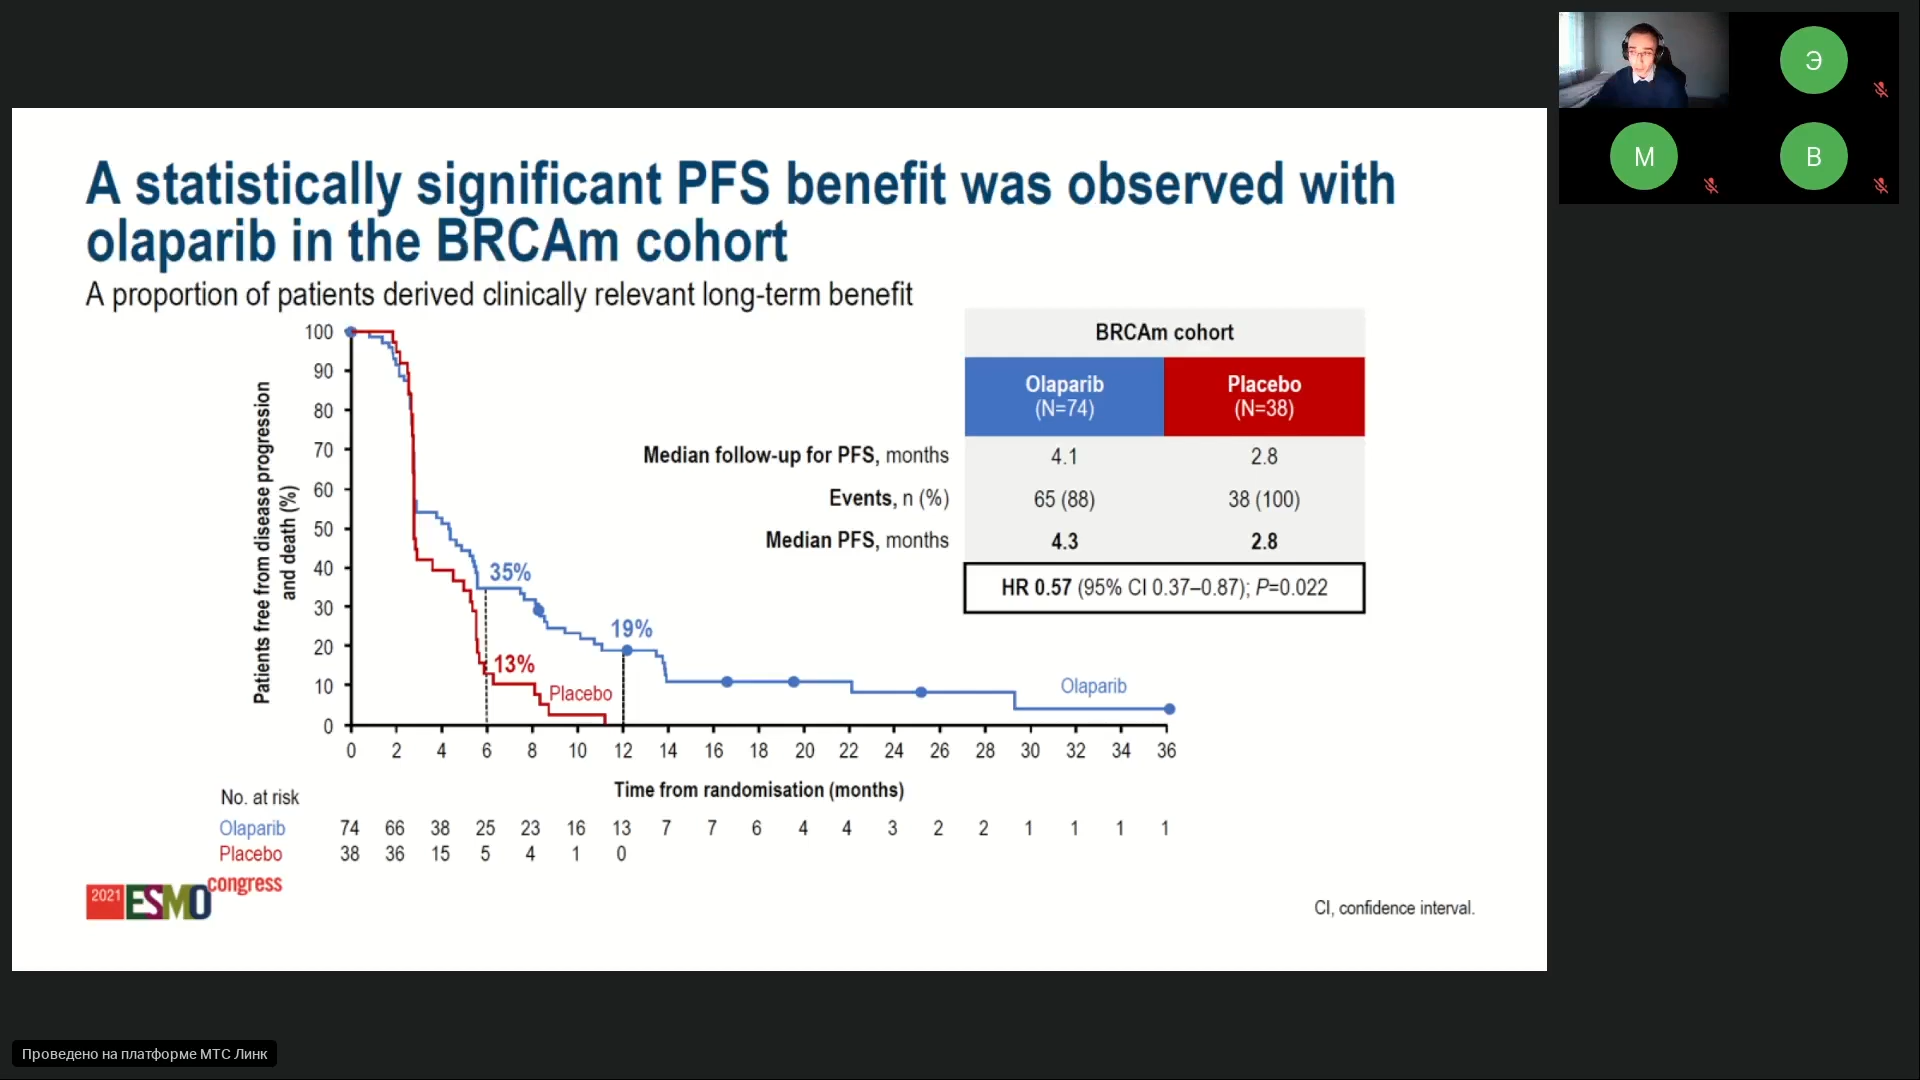 A statistically significant PFS benefit was observed with
olaparib in the BRCAm cohort
A proportion of patients derived clinically relevant long-term benefit
Patients free from disease progression
and death (%)
100
90
80
70
60
50
40
30
20
10
0
35%
19%
13%
Placebo
Olaparib
0 2 4 6 8 10 12 14 16 18 20 22 24 26 28 30 32 34 36
Time from randomisation (months)
BRCAm cohort
Olaparib Placebo
(N=74) (N=38)
Median follow-up for PFS, months 4.1 2.8
Events, n (%) 65 (88) 38 (100)
Median PFS, months 4.3 2.8
HR 0.57 (95% CI 0.37–0.87); P=0.022
No. at risk
Olaparib 74 66 38 25 23 16 13 7 7 6 4 4 3 2 2 1 1 1 1
Placebo 38 36 15 5 4 1 0
2021 ESMO congress
CI, confidence interval.
Э
М
В
Проведено на платформе МТС Линк